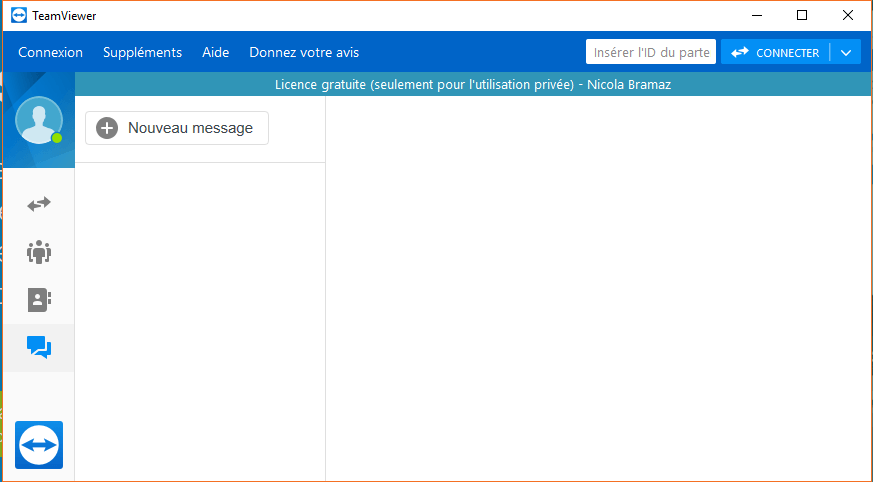 TeamViewer
Connexion Suppléments Aide Donnez votre avis Insérer l'ID du parte CONNECTER
Licence gratuite (seulement pour l'utilisation privée) - Nicola Bramaz
Nouveau message